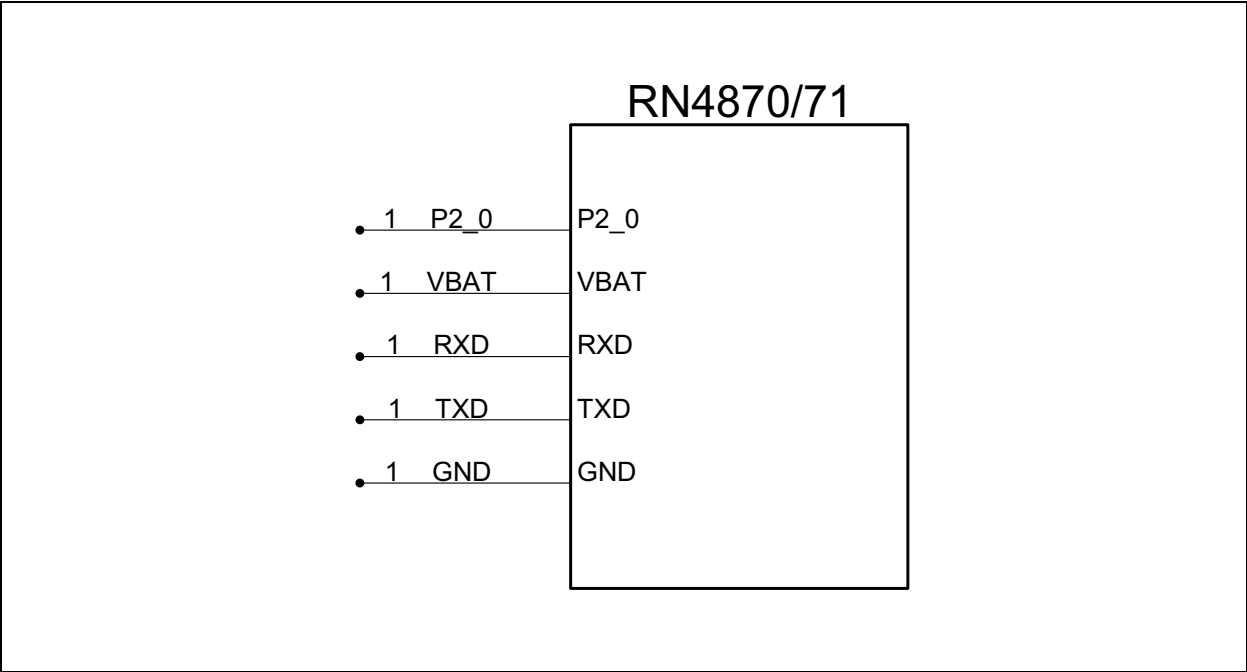 RN4870/71
1 P2_0 P2_0
1 VBAT VBAT
1 RXD RXD
1 TXD TXD
1 GND GND